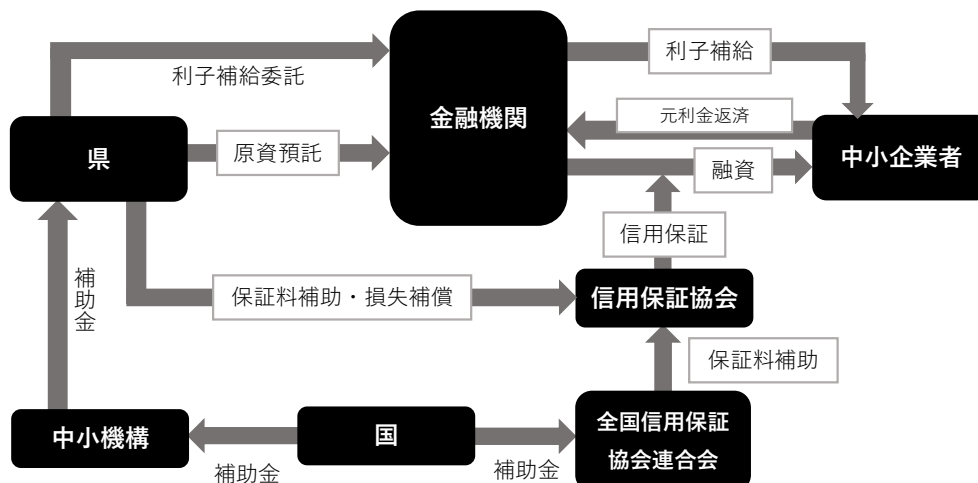 利子補給委託
金融機関
利子補給
元利金返済
県
原資預託
融資
中小企業者
信用保証
補助金
保証料補助・損失補償
信用保証協会
保証料補助
中小機構
補助金
国
補助金
全国信用保証
協会連合会